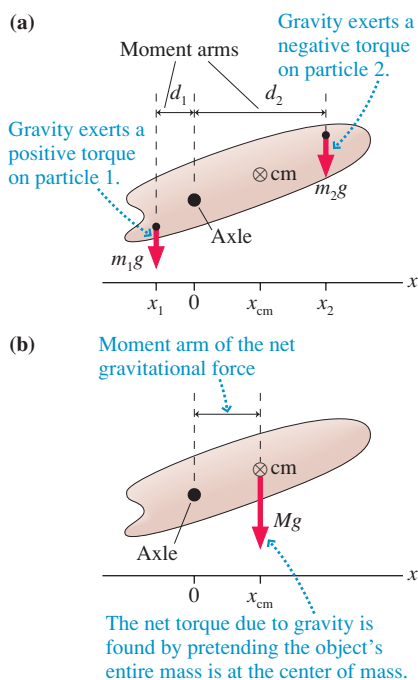 (a)
Gravity exerts a
negative torque
on particle 2.
Moment arms
d₁ d₂
Gravity exerts a
positive torque
on particle 1.
cm
m₂g
Axle
m₁g
x
x₁ 0 x_cm x₂
(b)
Moment arm of the net
gravitational force
cm
Mg
Axle
x
0 x_cm
The net torque due to gravity is
found by pretending the object's
entire mass is at the center of mass.